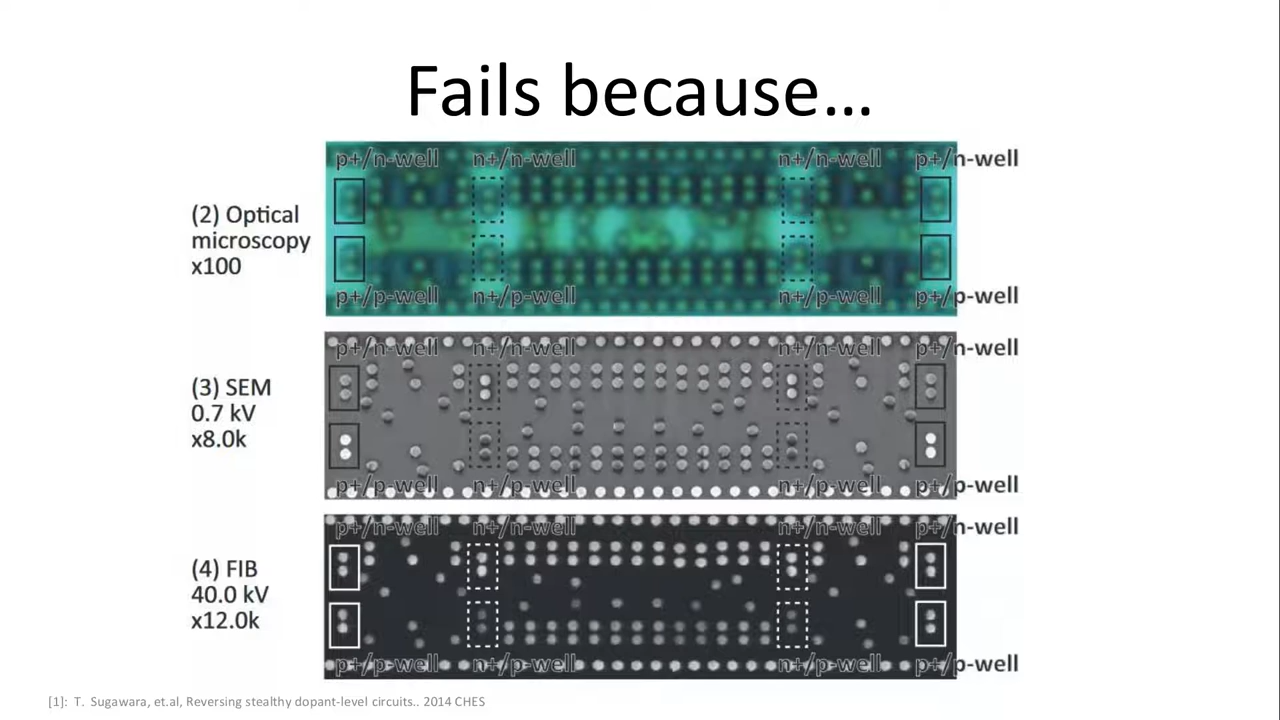 Fails because…
p+/n-well n+/n-well n+/n-well p+/n-well
(2) Optical
microscopy
x100
p+/p-well n+/p-well n+/p-well p+/p-well
p+/n-well n+/n-well n+/n-well p+/n-well
(3) SEM
0.7 kV
x8.0k
p+/p-well n+/p-well n+/p-well p+/p-well
p+/n-well n+/n-well n+/n-well p+/n-well
(4) FIB
40.0 kV
x12.0k
p+/p-well n+/p-well n+/p-well p+/p-well
[1]: T. Sugawara, et.al, Reversing stealthy dopant-level circuits.. 2014 CHES